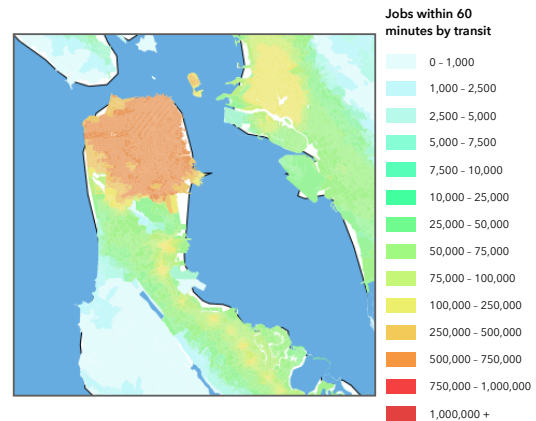 Jobs within 60
minutes by transit
0 - 1,000
1,000 - 2,500
2,500 - 5,000
5,000 - 7,500
7,500 - 10,000
10,000 - 25,000
25,000 - 50,000
50,000 - 75,000
75,000 - 100,000
100,000 - 250,000
250,000 - 500,000
500,000 - 750,000
750,000 - 1,000,000
1,000,000 +